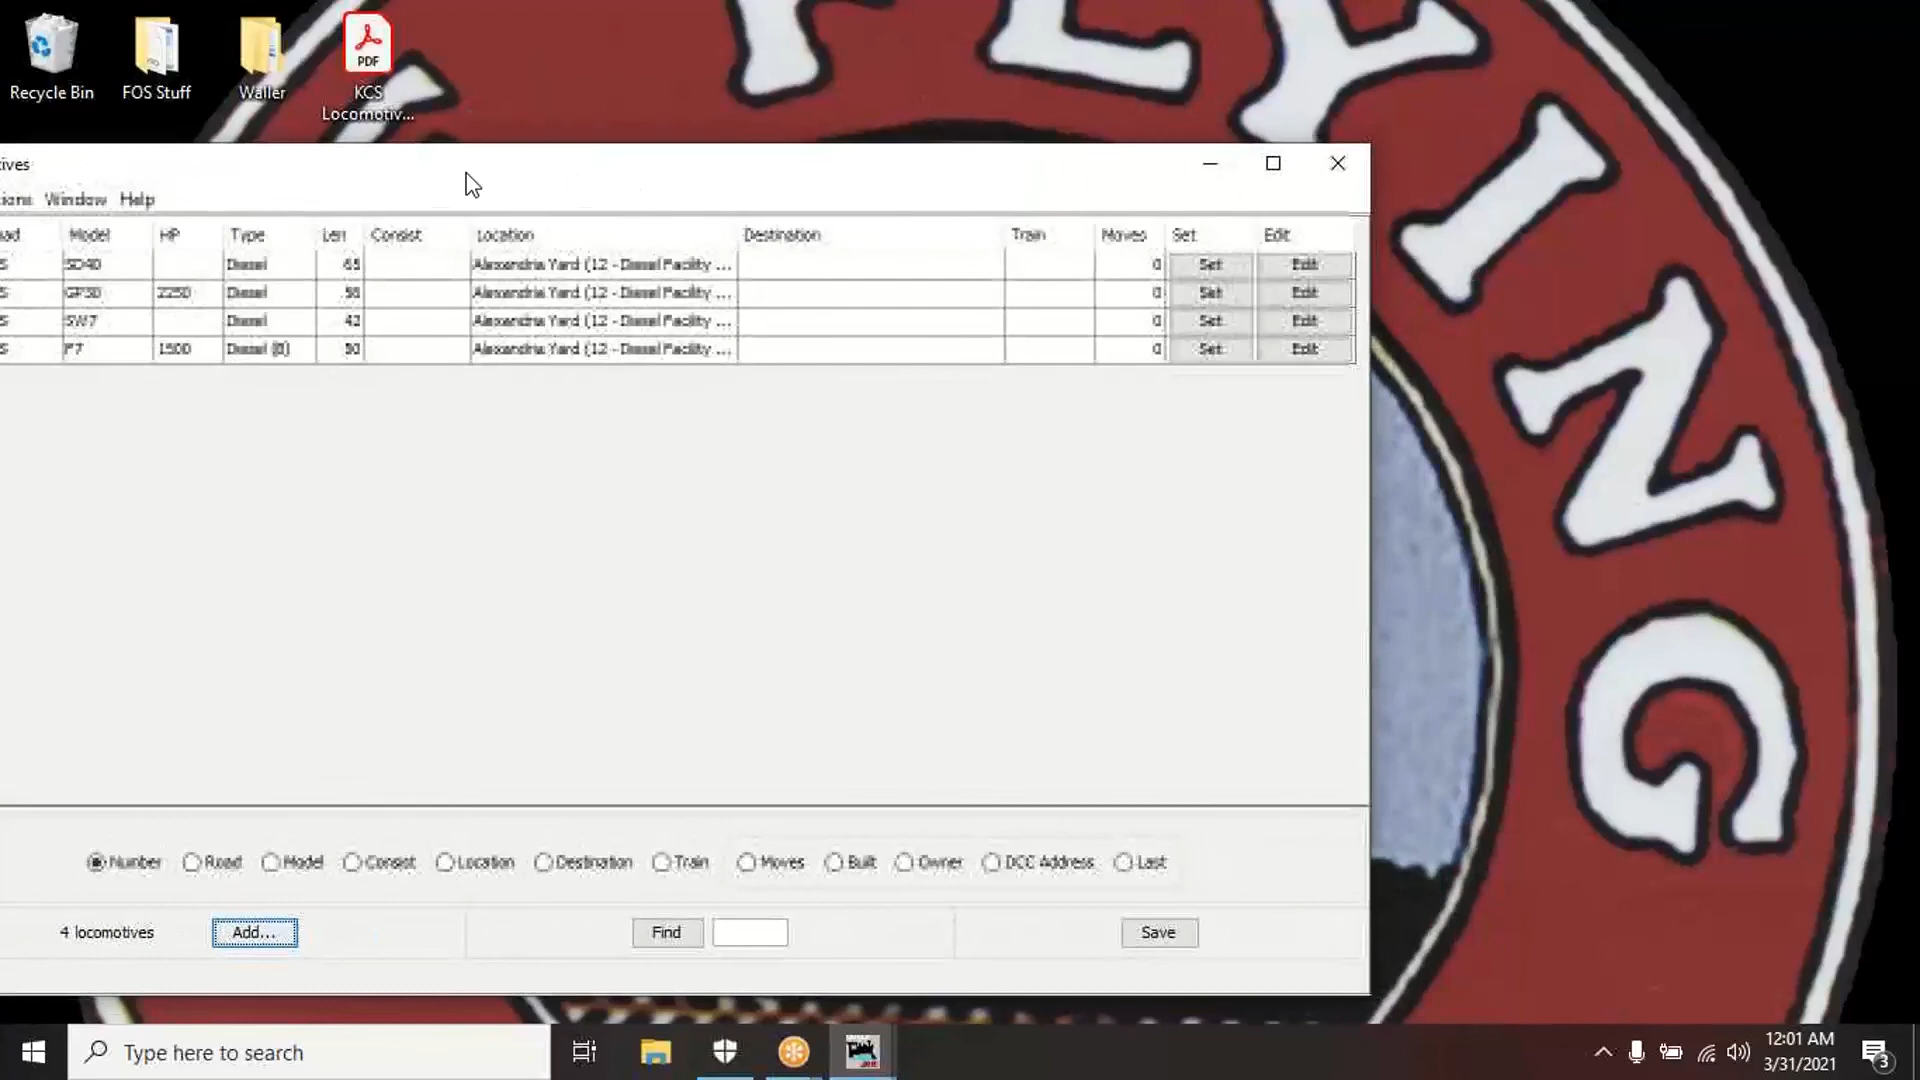 Recycle Bin
FOS Stuff
Waller
PDF
KCS Locomotiv...
FLYING
tives
ions Window Help
oad Model HP Type Len Consist Location Destination Train Moves Set Edit
S SD40 Diesel 65 Alexandria Yard (12 - Diesel Facility ... 0 Set Edit
S GP30 2250 Diesel 56 Alexandria Yard (12 - Diesel Facility ... 0 Set Edit
S SW7 Diesel 42 Alexandria Yard (12 - Diesel Facility ... 0 Set Edit
S F7 1500 Diesel (B) 50 Alexandria Yard (12 - Diesel Facility ... 0 Set Edit
Number Road Model Consist Location Destination Train Moves Built Owner DCC Address Last
4 locomotives Add... Find Save
Type here to search
12:01 AM
3/31/2021
3